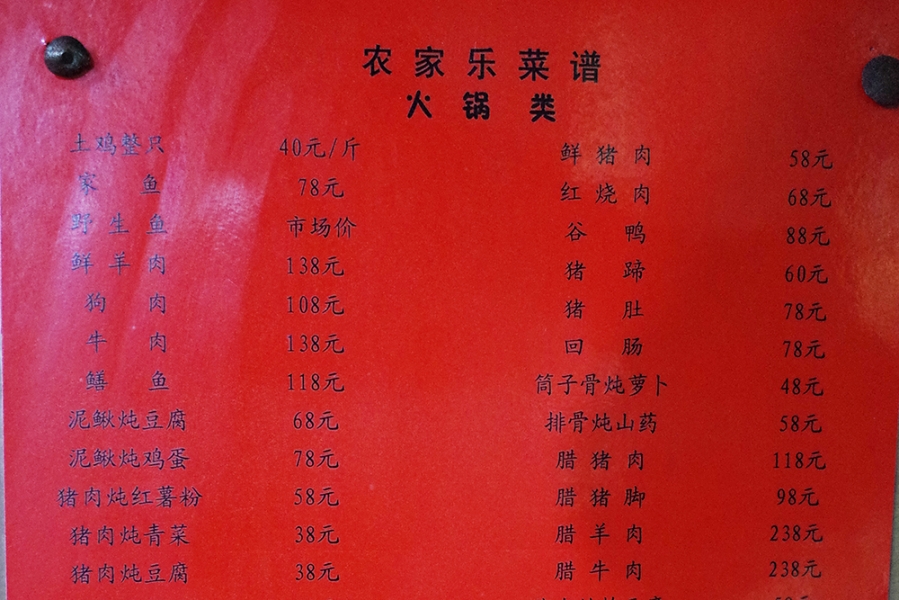 农家乐菜谱
火锅类
土鸡整只 40元/斤
家鱼 78元
野生鱼 市场价
鲜羊肉 138元
狗肉 108元
牛肉 138元
鳝鱼 118元
泥鳅炖豆腐 68元
泥鳅炖鸡蛋 78元
猪肉炖红薯粉 58元
猪肉炖青菜 38元
猪肉炖豆腐 38元
鲜猪肉 58元
红烧肉 68元
谷鸭 88元
猪蹄 60元
猪肚 78元
回肠 78元
筒子骨炖萝卜 48元
排骨炖山药 58元
腊猪肉 118元
腊猪脚 98元
腊羊肉 238元
腊牛肉 238元